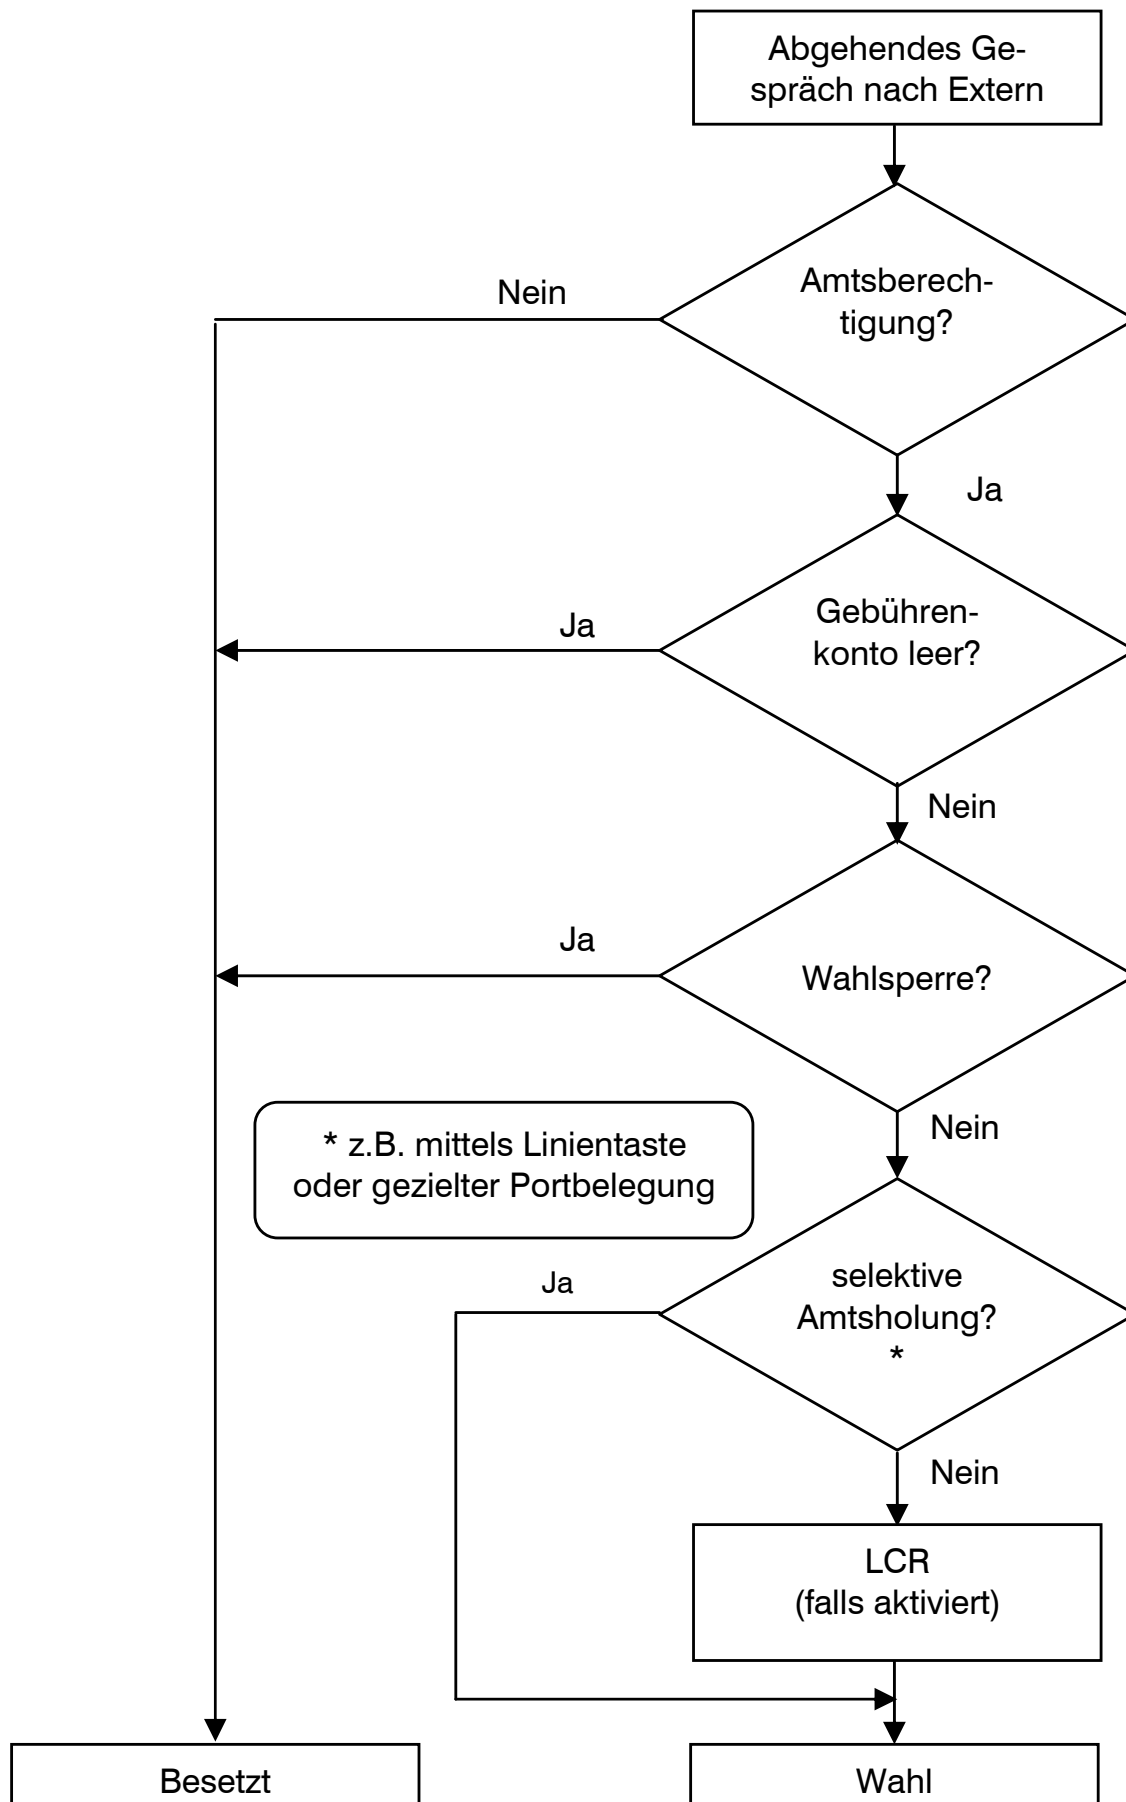 Abgehendes Ge-
spräch nach Extern
Nein
Amtsberech-
tigung?
Ja
Gebühren-
konto leer?
Ja
Nein
Ja
Wahlsperre?
Nein
* z.B. mittels Linientaste
oder gezielter Portbelegung
Ja
selektive
Amtsholung?
*
Nein
LCR
(falls aktiviert)
Besetzt
Wahl